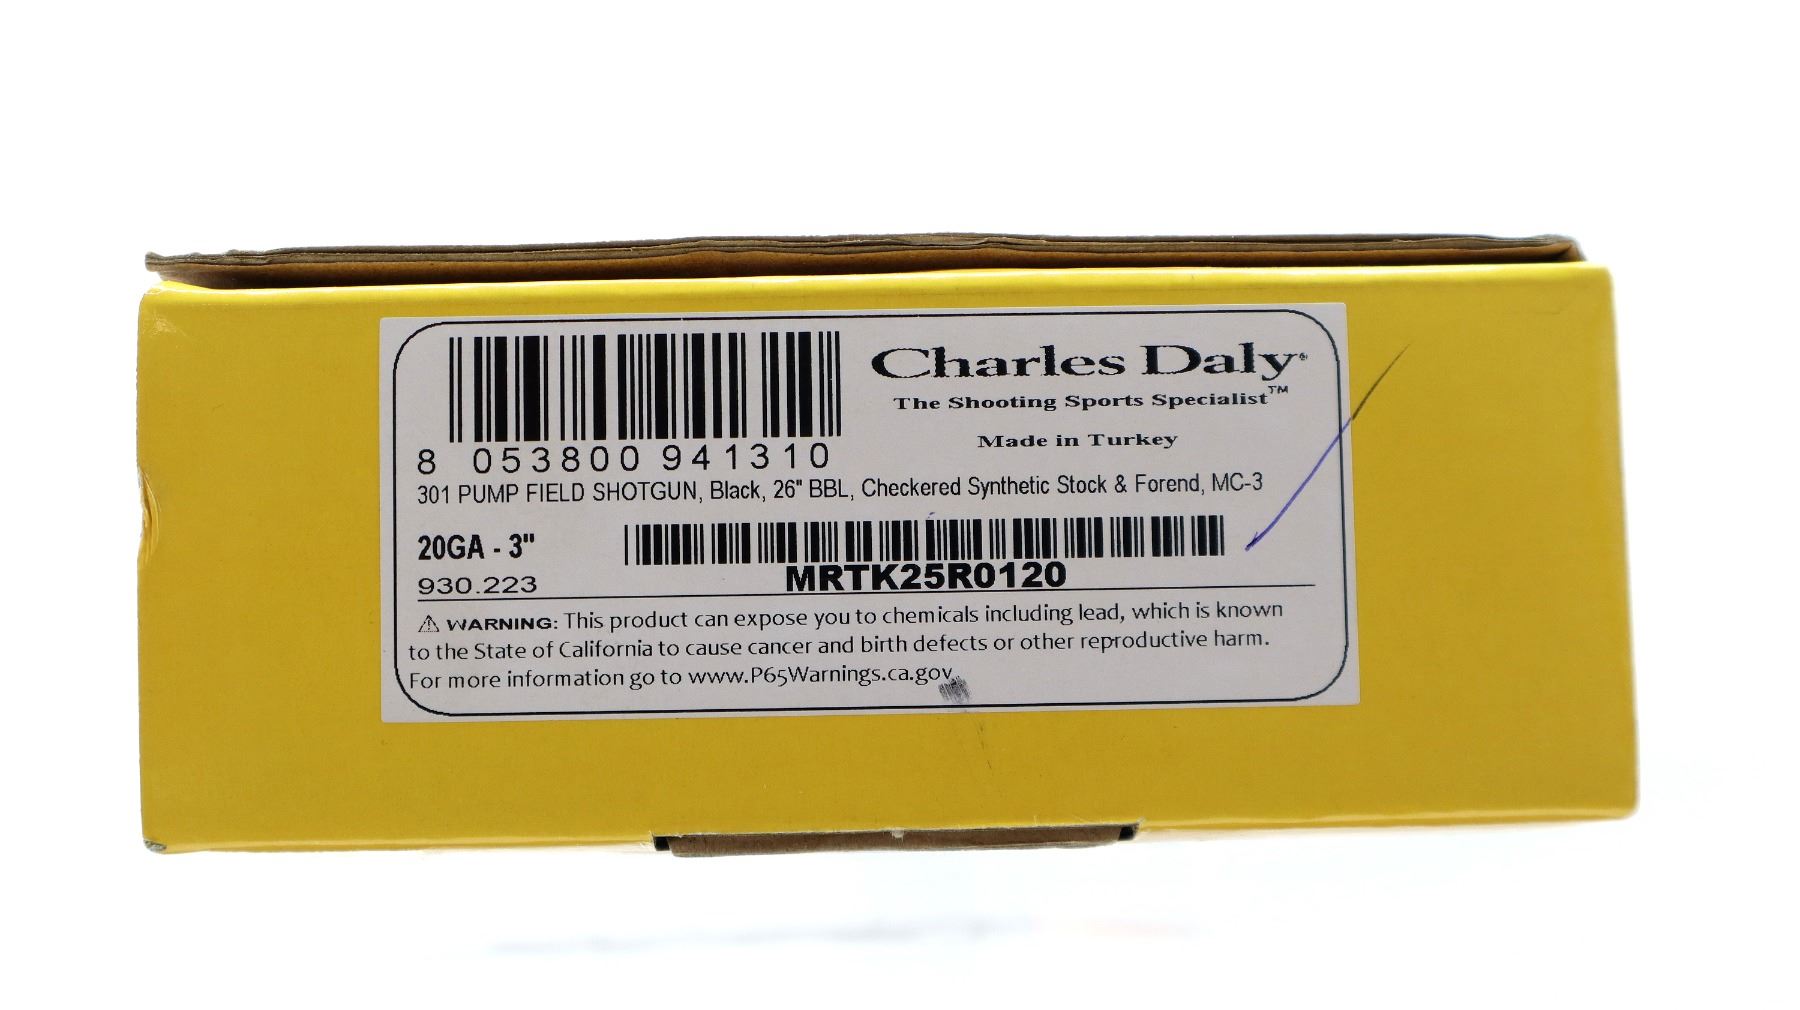 Charles Daly®
The Shooting Sports Specialist™
Made in Turkey
8 053800 941310
301 PUMP FIELD SHOTGUN, Black, 26" BBL, Checkered Synthetic Stock & Forend, MC-3
20GA - 3"
930.223
MRTK25R0120
⚠ WARNING: This product can expose you to chemicals including lead, which is known
to the State of California to cause cancer and birth defects or other reproductive harm.
For more information go to www.P65Warnings.ca.gov.